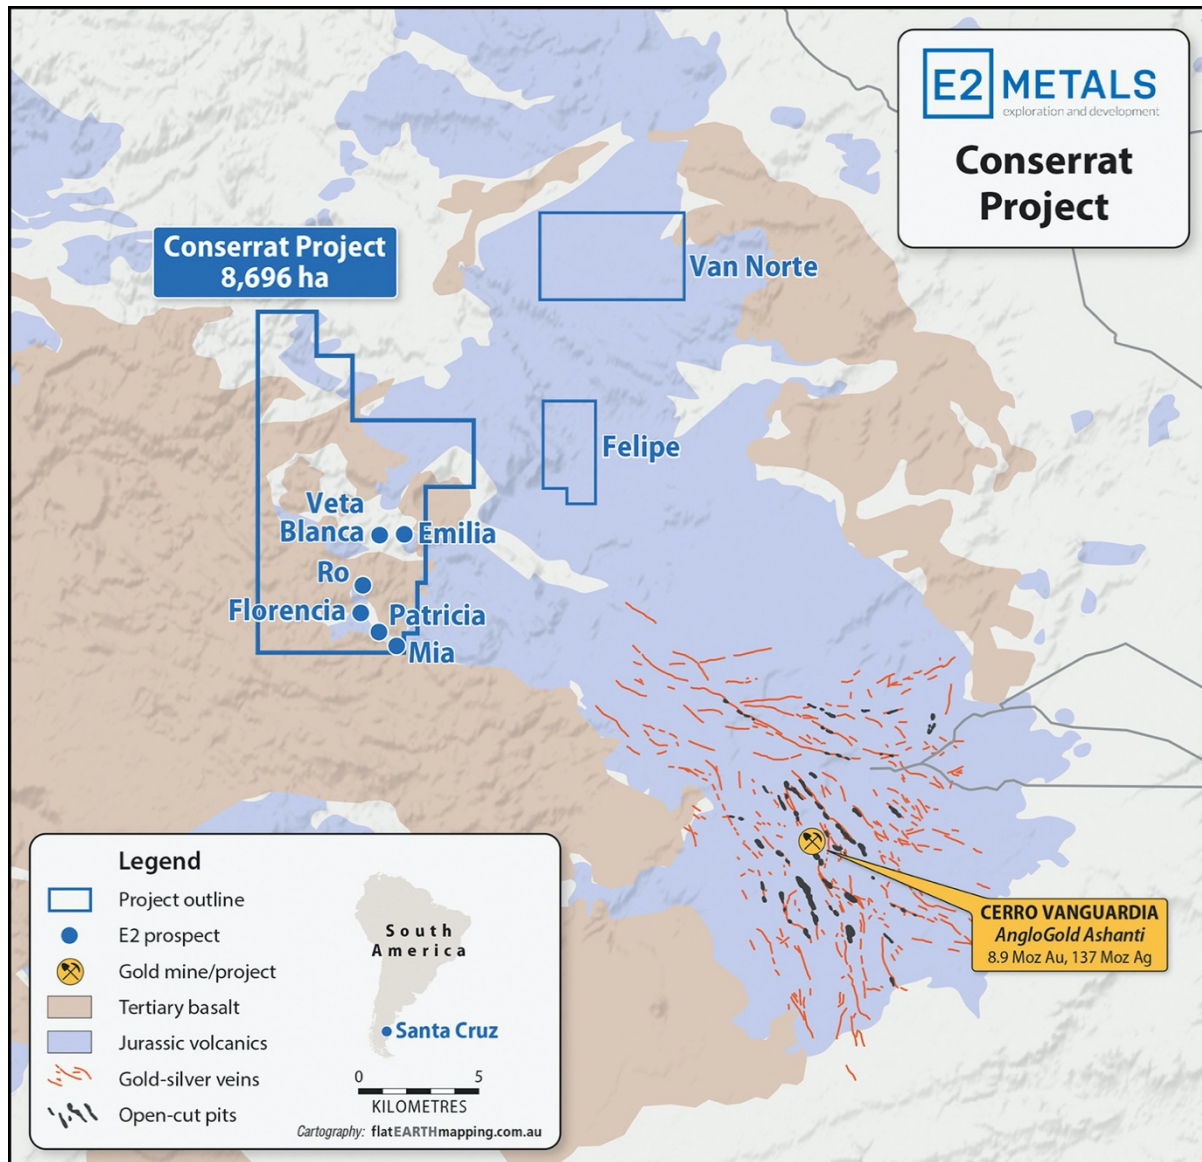 E2 METALS
exploration and development
Conserrat
Project
Conserrat Project
8,696 ha
Van Norte
Felipe
Veta
Blanca
Emilia
Ro
Florencia
Patricia
Mia
CERRO VANGUARDIA
AngloGold Ashanti
8.9 Moz Au, 137 Moz Ag
Legend
Project outline
E2 prospect
Gold mine/project
Tertiary basalt
Jurassic volcanics
Gold-silver veins
Open-cut pits
South
America
Santa Cruz
0 5
KILOMETRES
Cartography: flatEARTHmapping.com.au